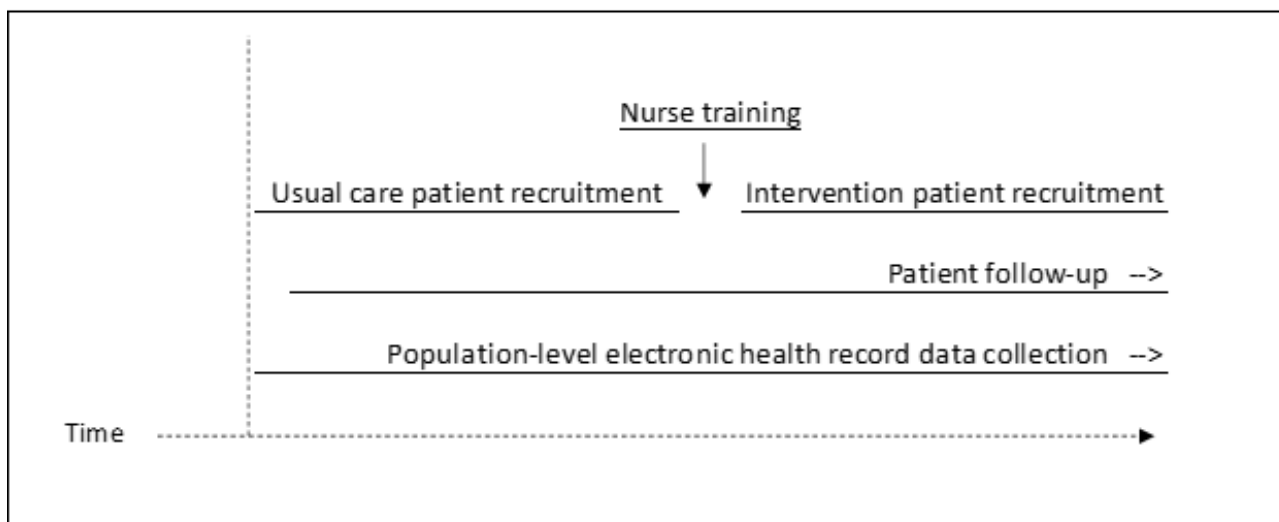 Nurse training
Usual care patient recruitment
Intervention patient recruitment
Patient follow-up -->
Population-level electronic health record data collection -->
Time